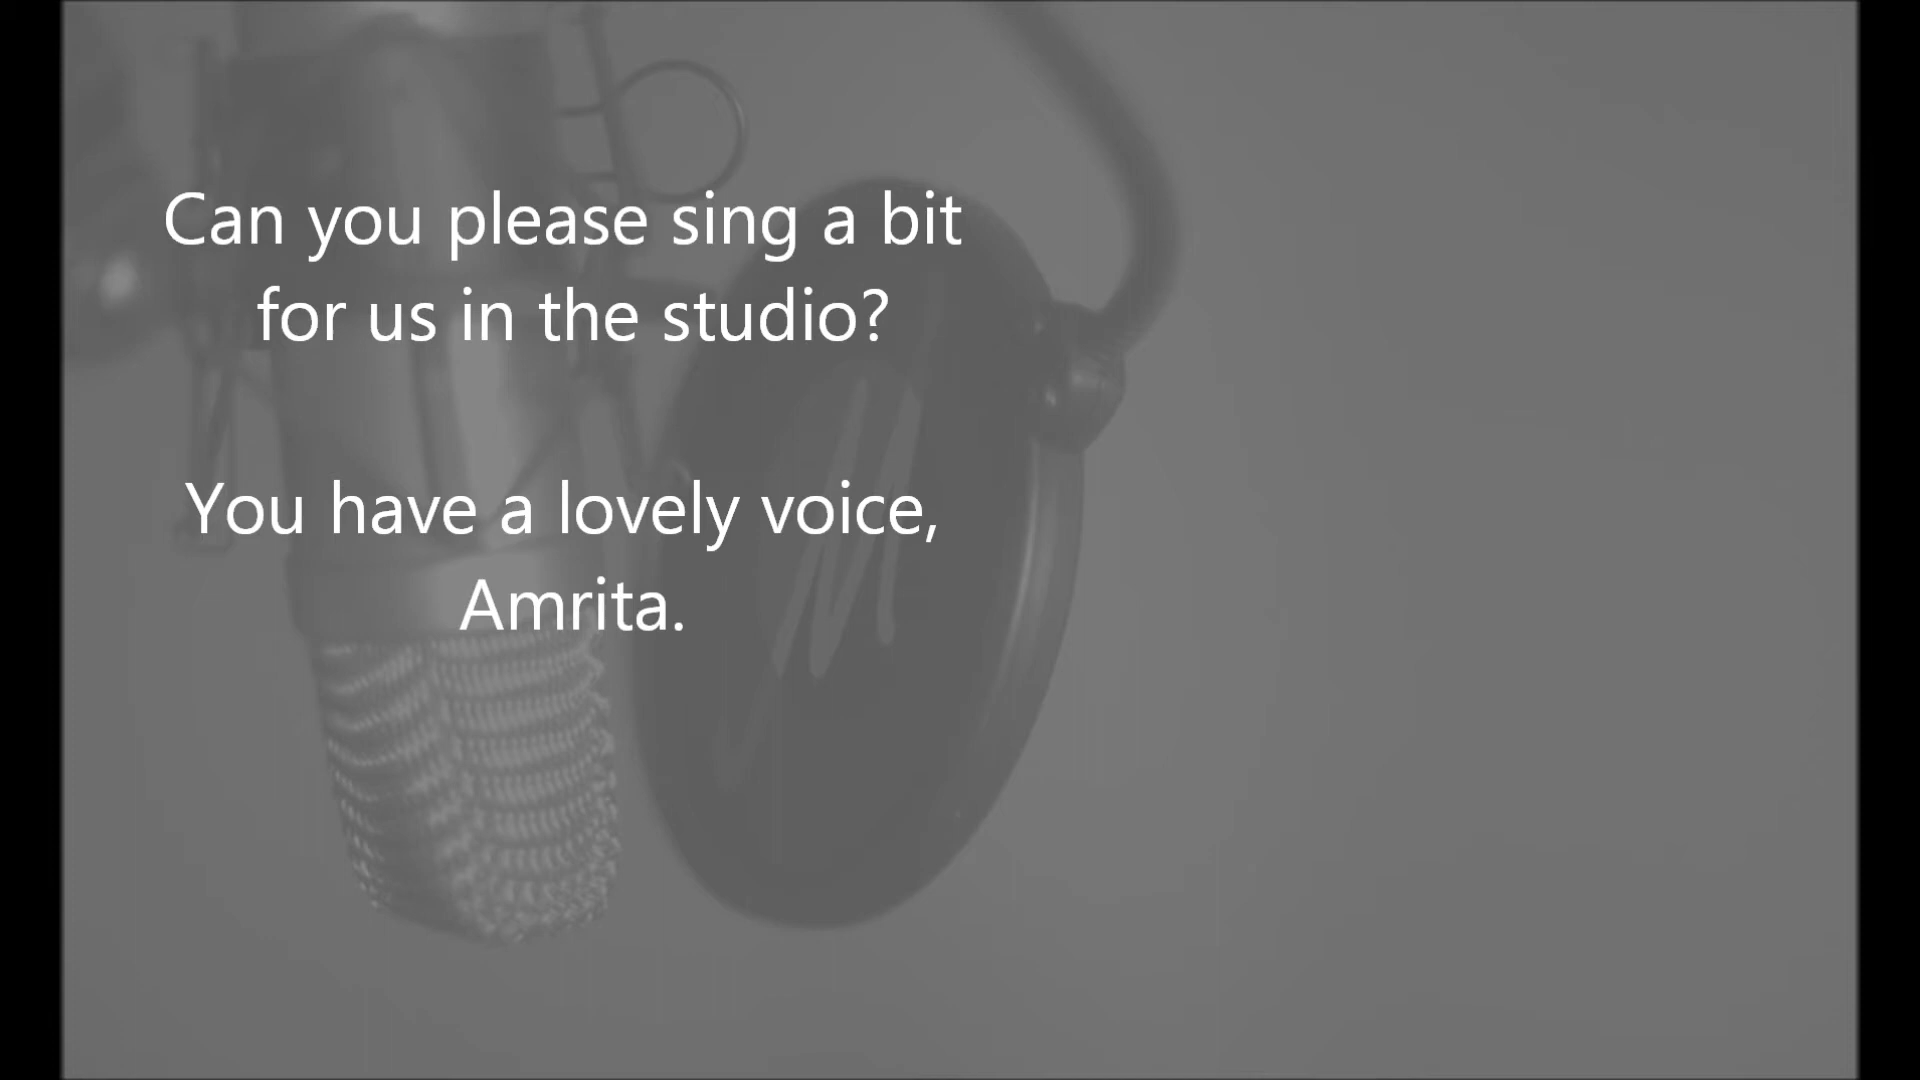 Can you please sing a bit
for us in the studio?
You have a lovely voice,
Amrita.